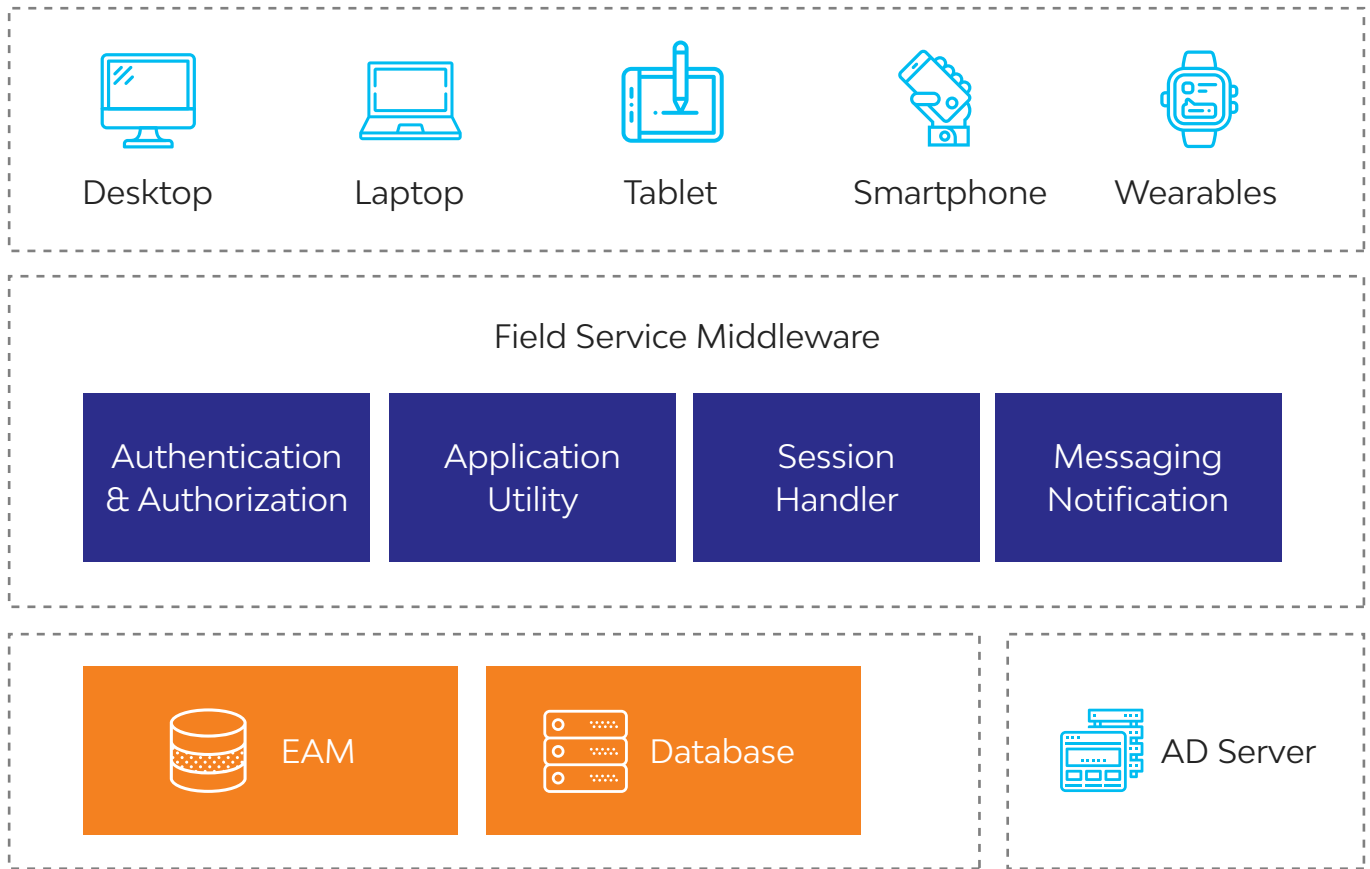 Desktop
Laptop
Tablet
Smartphone
Wearables
Field Service Middleware
Authentication
& Authorization
Application
Utility
Session
Handler
Messaging
Notification
EAM
Database
AD Server